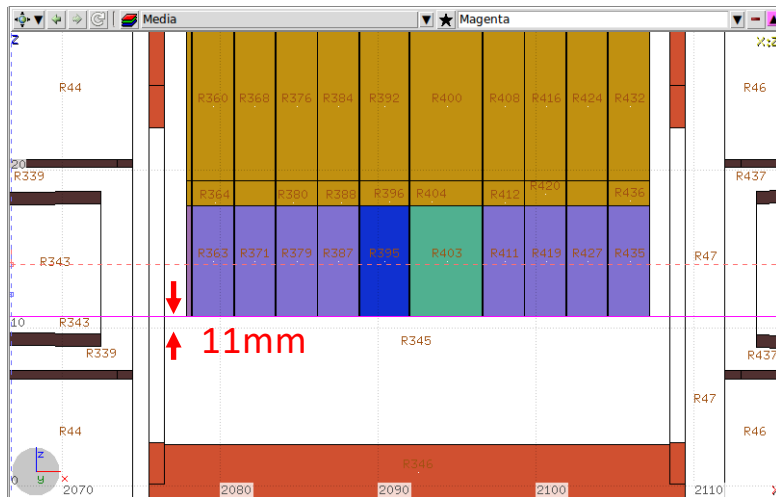 Media Magenta
Z X:Z
R44 R46
R360 R368 R376 R384 R392 R400 R408 R416 R424 R432
20
R339 R437
R364 R380 R388 R396 R404 R412 R420 R436
R343 R363 R371 R379 R387 R395 R403 R411 R419 R427 R435 R47
10 R343
11mm R345
R339 R437
R47
R44 R46
R346
z
y x
0 2070 2080 2090 2100 2110 X